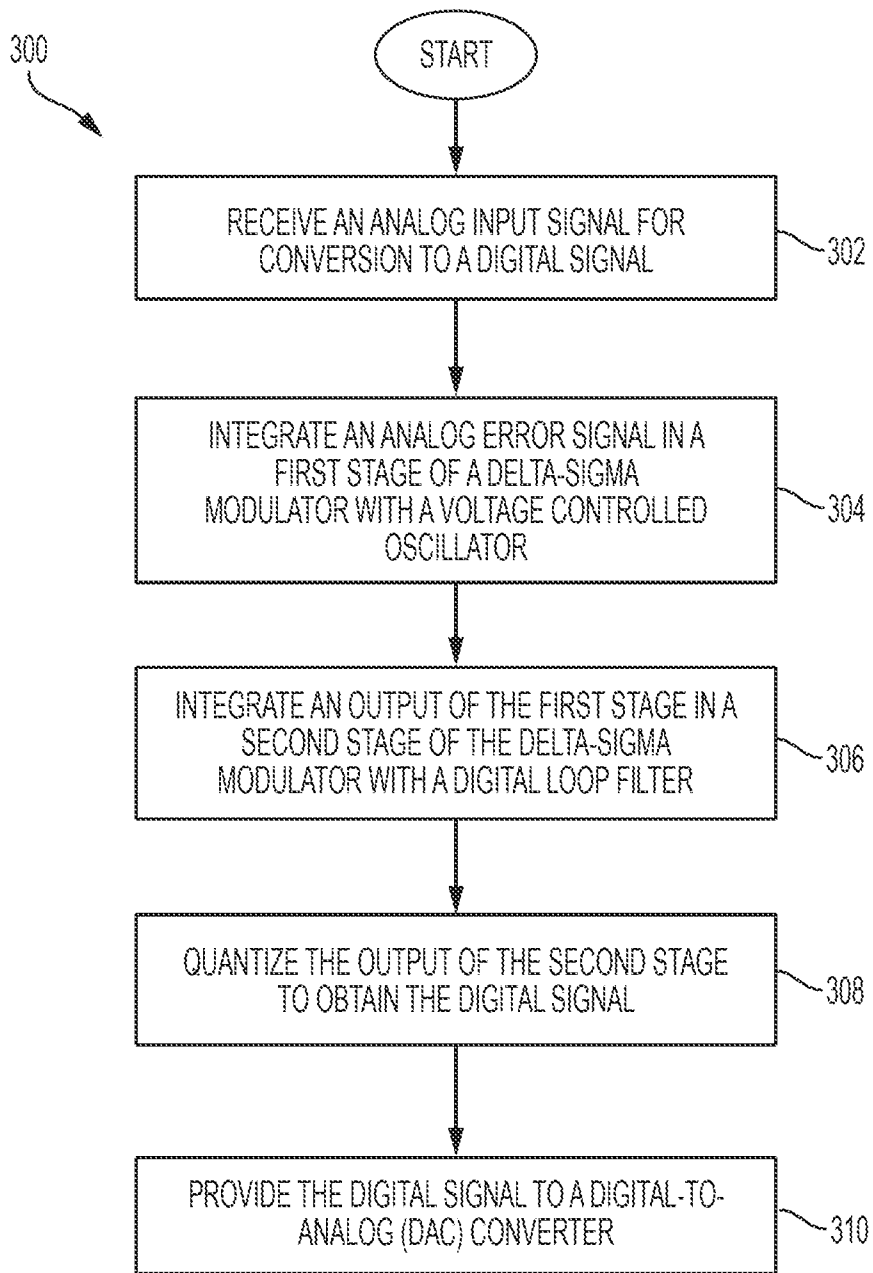 300
START
RECEIVE AN ANALOG INPUT SIGNAL FOR
CONVERSION TO A DIGITAL SIGNAL
302
INTEGRATE AN ANALOG ERROR SIGNAL IN A
FIRST STAGE OF A DELTA-SIGMA
MODULATOR WITH A VOLTAGE CONTROLLED
OSCILLATOR
304
INTEGRATE AN OUTPUT OF THE FIRST STAGE IN A
SECOND STAGE OF THE DELTA-SIGMA
MODULATOR WITH A DIGITAL LOOP FILTER
306
QUANTIZE THE OUTPUT OF THE SECOND STAGE
TO OBTAIN THE DIGITAL SIGNAL
308
PROVIDE THE DIGITAL SIGNAL TO A DIGITAL-TO-
ANALOG (DAC) CONVERTER
310